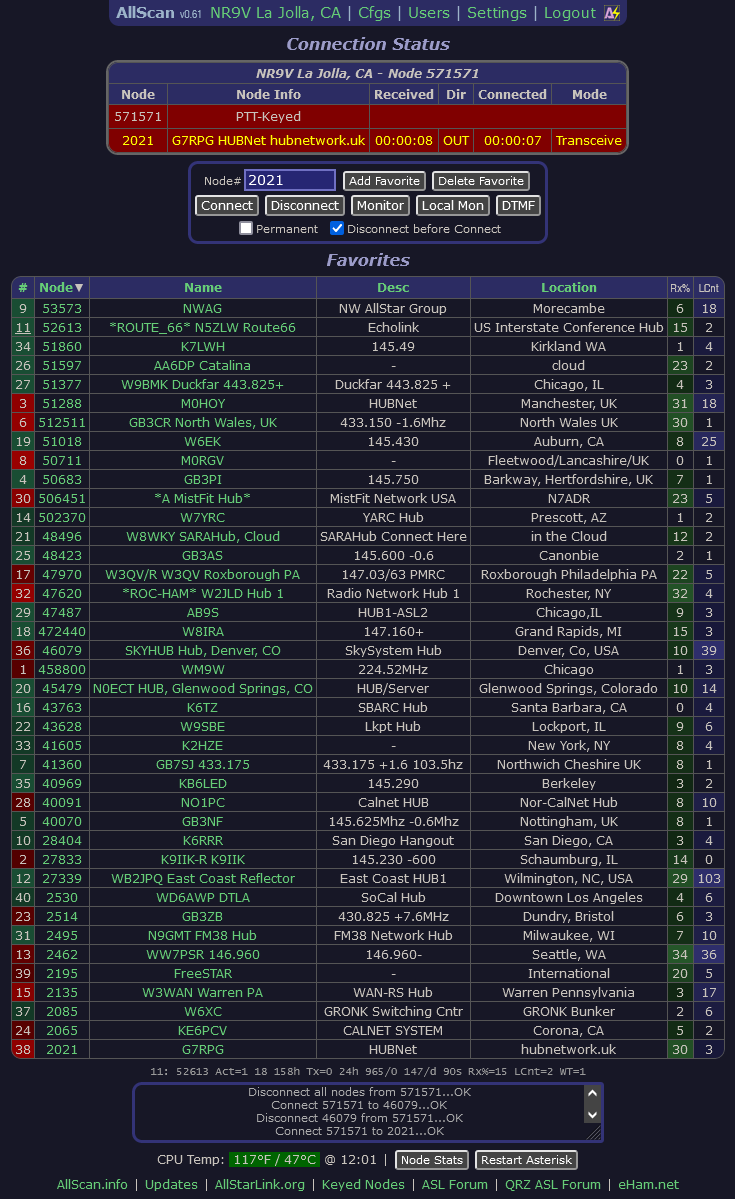 AllScan v0.61 NR9V La Jolla, CA | Cfgs | Users | Settings | Logout
Connection Status
NR9V La Jolla, CA - Node 571571
Node Node Info Received Dir Connected Mode
571571 PTT-Keyed
2021 G7RPG HUBNet hubnetwork.uk 00:00:08 OUT 00:00:07 Transceive
Node# 2021 Add Favorite Delete Favorite
Connect Disconnect Monitor Local Mon DTMF
Permanent Disconnect before Connect
Favorites
# Node▼ Name Desc Location Rx% LCnt
9 53573 NWAG NW AllStar Group Morecambe 6 18
11 52613 *ROUTE_66* N5ZLW Route66 Echolink US Interstate Conference Hub 15 2
34 51860 K7LWH 145.49 Kirkland WA 1 4
26 51597 AA6DP Catalina - cloud 23 2
27 51377 W9BMK Duckfar 443.825+ Duckfar 443.825 + Chicago, IL 4 3
3 51288 M0HOY HUBNet Manchester, UK 31 18
6 512511 GB3CR North Wales, UK 433.150 -1.6Mhz North Wales UK 30 1
19 51018 W6EK 145.430 Auburn, CA 8 25
8 50711 M0RGV - Fleetwood/Lancashire/UK 0 1
4 50683 GB3PI 145.750 Barkway, Hertfordshire, UK 7 1
30 506451 *A MistFit Hub* MistFit Network USA N7ADR 23 5
14 502370 W7YRC YARC Hub Prescott, AZ 1 2
21 48496 W8WKY SARAHub, Cloud SARAHub Connect Here in the Cloud 12 2
25 48423 GB3AS 145.600 -0.6 Canonbie 2 1
17 47970 W3QV/R W3QV Roxborough PA 147.03/63 PMRC Roxborough Philadelphia PA 22 5
32 47620 *ROC-HAM* W2JLD Hub 1 Radio Network Hub 1 Rochester, NY 32 4
29 47487 AB9S HUB1-ASL2 Chicago,IL 9 3
18 472440 W8IRA 147.160+ Grand Rapids, MI 15 3
36 46079 SKYHUB Hub, Denver, CO SkySystem Hub Denver, Co, USA 10 39
1 458800 WM9W 224.52MHz Chicago 1 3
20 45479 N0ECT HUB, Glenwood Springs, CO HUB/Server Glenwood Springs, Colorado 10 14
16 43763 K6TZ SBARC Hub Santa Barbara, CA 0 4
22 43628 W9SBE Lkpt Hub Lockport, IL 9 6
33 41605 K2HZE - New York, NY 8 4
7 41360 GB7SJ 433.175 433.175 +1.6 103.5hz Northwich Cheshire UK 8 1
35 40969 KB6LED 145.290 Berkeley 3 2
28 40091 NO1PC Calnet HUB Nor-CalNet Hub 8 10
5 40070 GB3NF 145.625Mhz -0.6Mhz Nottingham, UK 8 1
10 28404 K6RRR San Diego Hangout San Diego, CA 3 4
2 27833 K9IIK-R K9IIK 145.230 -600 Schaumburg, IL 14 0
12 27339 WB2JPQ East Coast Reflector East Coast HUB1 Wilmington, NC, USA 29 103
40 2530 WD6AWP DTLA SoCal Hub Downtown Los Angeles 4 6
23 2514 GB3ZB 430.825 +7.6MHz Dundry, Bristol 6 3
31 2495 N9GMT FM38 Hub FM38 Network Hub Milwaukee, WI 7 10
13 2462 WW7PSR 146.960 146.960- Seattle, WA 34 36
39 2195 FreeSTAR - International 20 5
15 2135 W3WAN Warren PA WAN-RS Hub Warren Pennsylvania 3 17
37 2085 W6XC GRONK Switching Cntr GRONK Bunker 2 6
24 2065 KE6PCV CALNET SYSTEM Corona, CA 5 2
38 2021 G7RPG HUBNet hubnetwork.uk 30 3
11: 52613 Act=1 18 158h Tx=0 24h 965/0 147/d 90s Rx%=15 LCnt=2 WT=1
Disconnect all nodes from 571571...OK
Connect 571571 to 46079...OK
Disconnect 46079 from 571571...OK
Connect 571571 to 2021...OK
CPU Temp: 117°F / 47°C @ 12:01 | Node Stats Restart Asterisk
AllScan.info | Updates | AllStarLink.org | Keyed Nodes | ASL Forum | QRZ ASL Forum | eHam.net